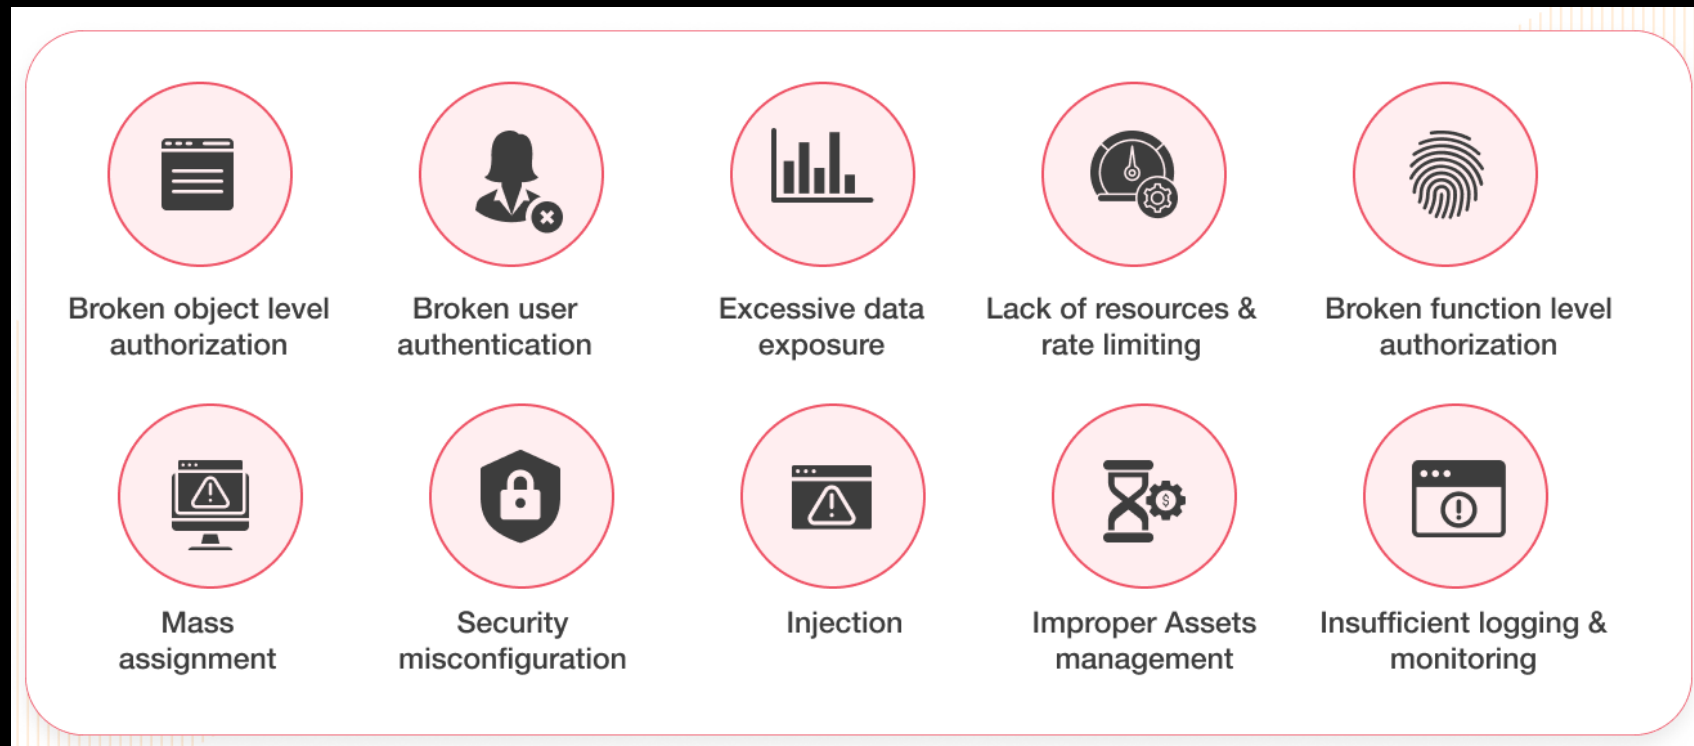 Broken object level
authorization
Broken user
authentication
Excessive data
exposure
Lack of resources &
rate limiting
Broken function level
authorization
Mass
assignment
Security
misconfiguration
Injection
$
Improper Assets
management
Insufficient logging &
monitoring